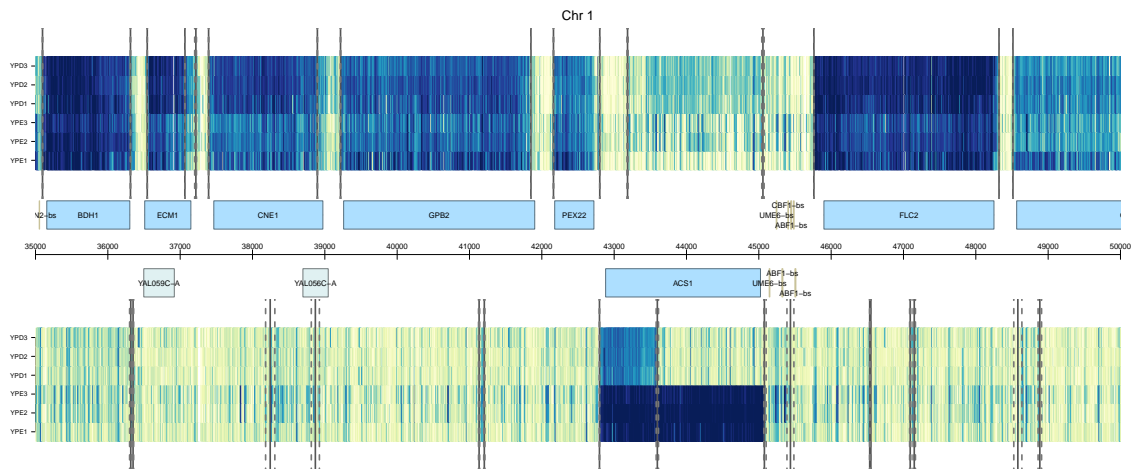 Chr 1
YPD3
YPD2
YPD1
YPE3
YPE2
YPE1
N2-bs BDH1 ECM1 CNE1 GPB2 PEX22 CBF1-bs UME6-bs ABF1-bs FLC2
35000 36000 37000 38000 39000 40000 41000 42000 43000 44000 45000 46000 47000 48000 49000 50000
YAL059C-A YAL056C-A ACS1 ABF1-bs UME6-bs ABF1-bs
YPD3
YPD2
YPD1
YPE3
YPE2
YPE1